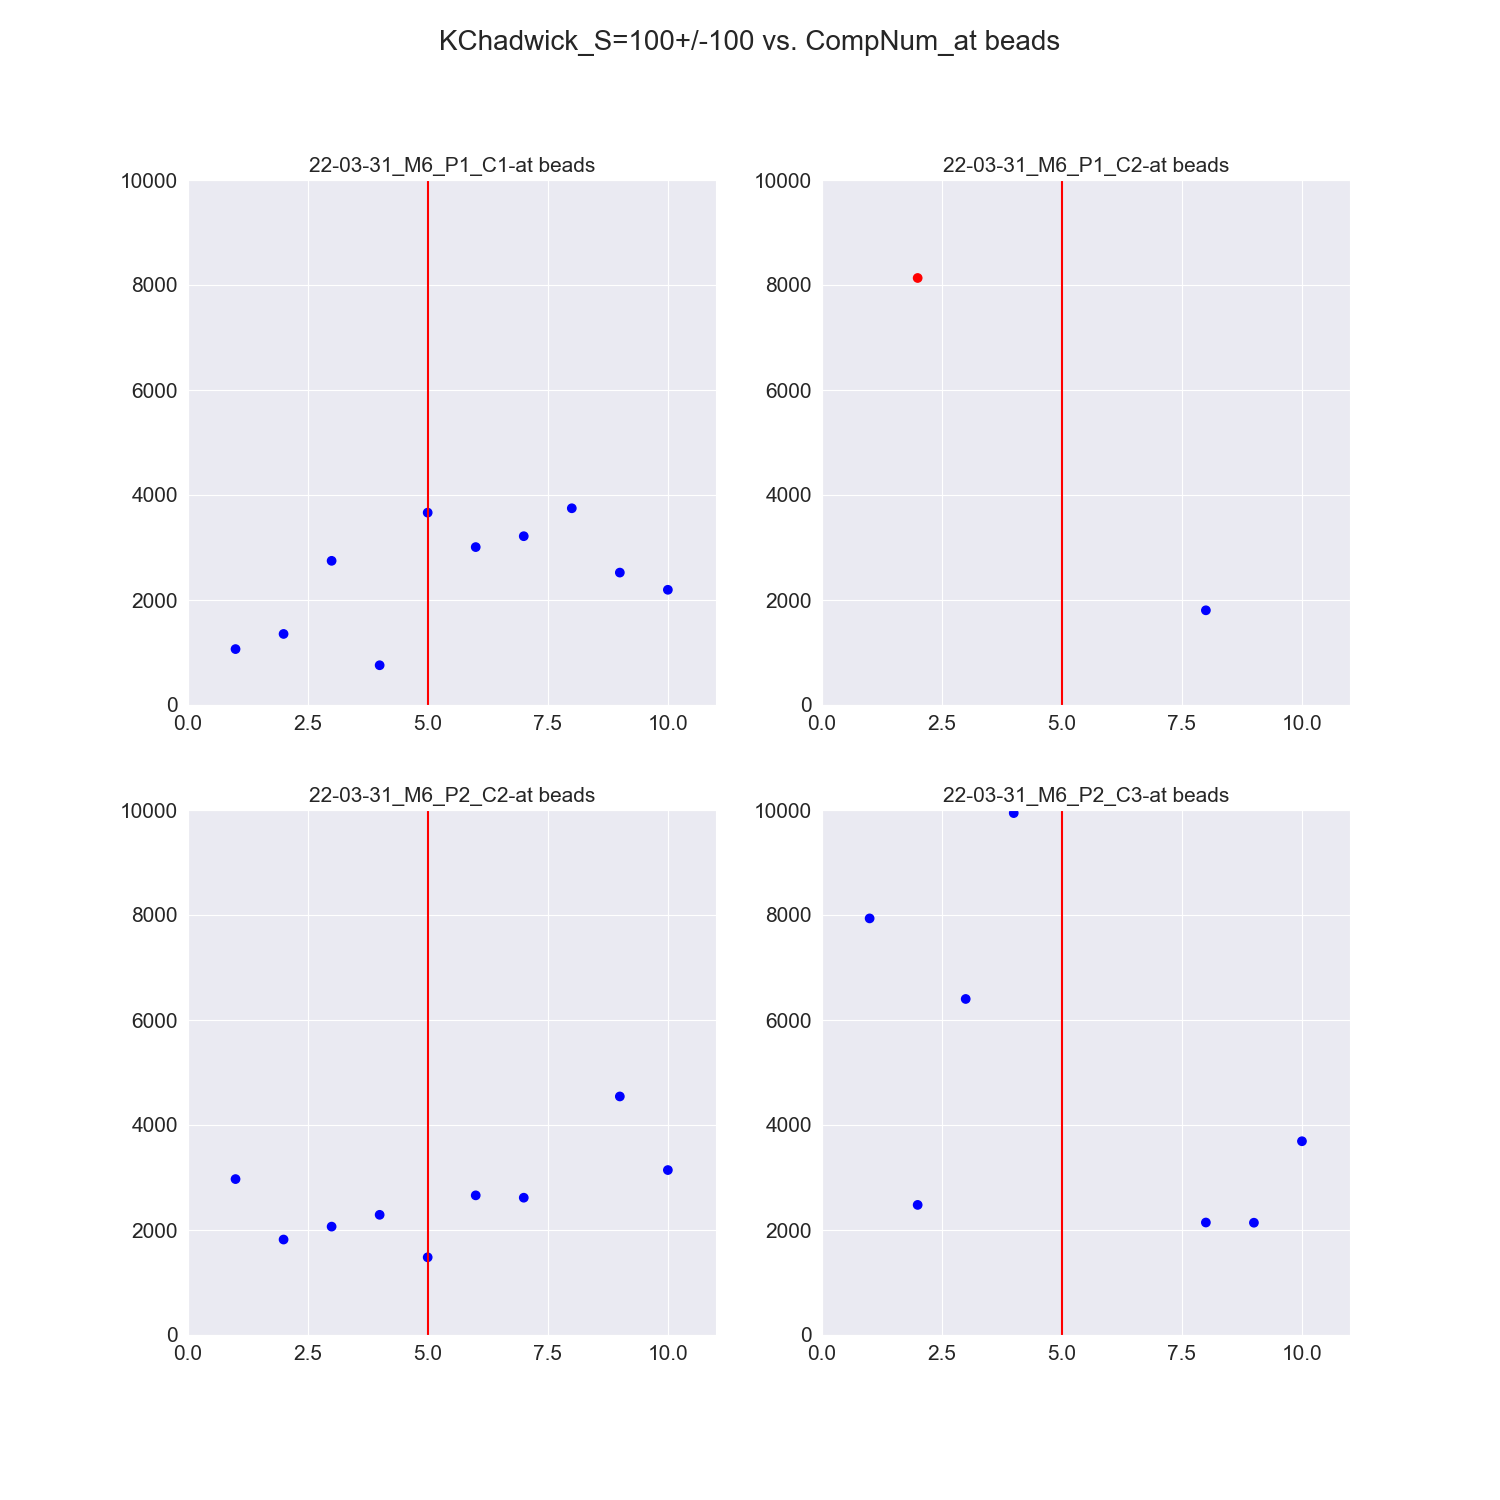 KChadwick_S=100+/-100 vs. CompNum_at beads
22-03-31_M6_P1_C1-at beads
10000
8000
6000
4000
2000
0
0.0 2.5 5.0 7.5 10.0
22-03-31_M6_P1_C2-at beads
10000
8000
6000
4000
2000
0
0.0 2.5 5.0 7.5 10.0
22-03-31_M6_P2_C2-at beads
10000
8000
6000
4000
2000
0
0.0 2.5 5.0 7.5 10.0
22-03-31_M6_P2_C3-at beads
10000
8000
6000
4000
2000
0
0.0 2.5 5.0 7.5 10.0